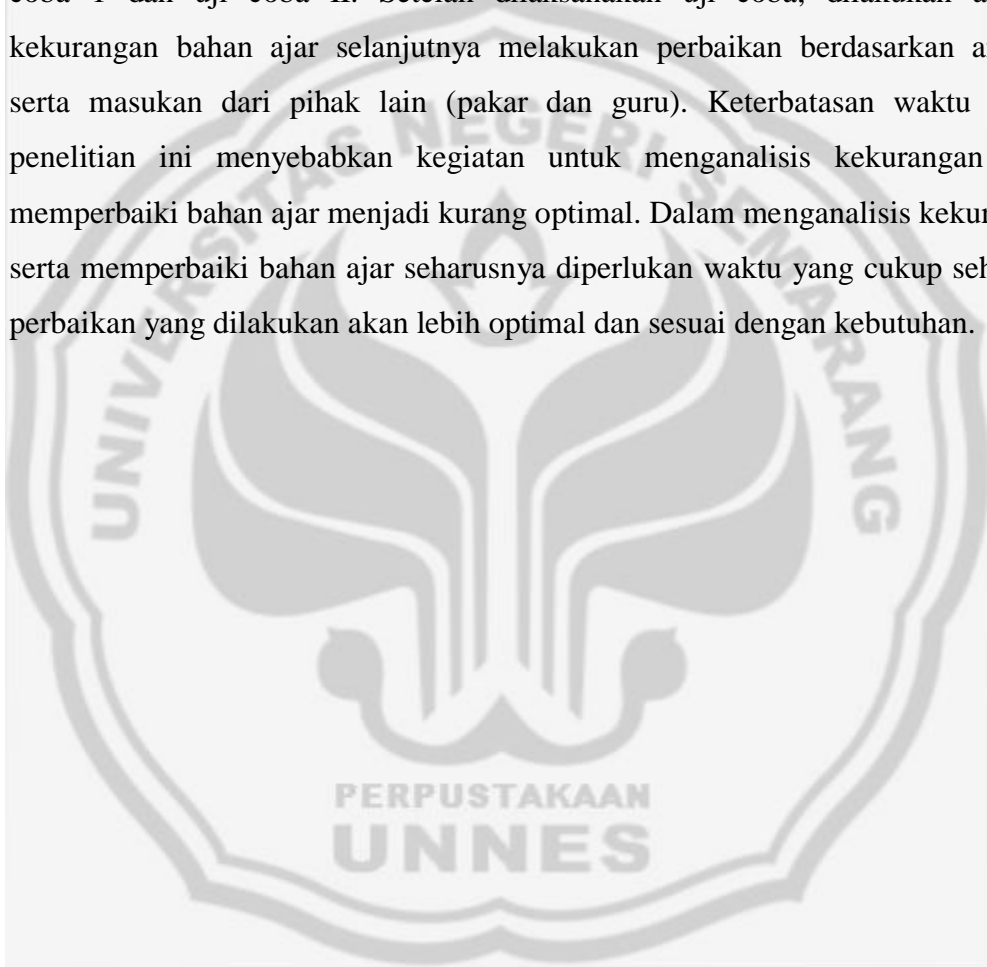 coba I dan uji coba II. Setelah dilaksanakan uji coba, dilakukan
kekurangan bahan ajar selanjutnya melakukan perbaikan berdasarkan
serta masukan dari pihak lain (pakar dan guru). Keterbatasan waktu
penelitian ini menyebabkan kegiatan untuk menganalisis kekurangan
memperbaiki bahan ajar menjadi kurang optimal. Dalam menganalisis
serta memperbaiki bahan ajar seharusnya diperlukan waktu yang cukup
perbaikan yang dilakukan akan lebih optimal dan sesuai dengan kebutuhan.
UNIVERSITAS NEGERI SEMARANG
PERPUSTAKAAN
UNNES